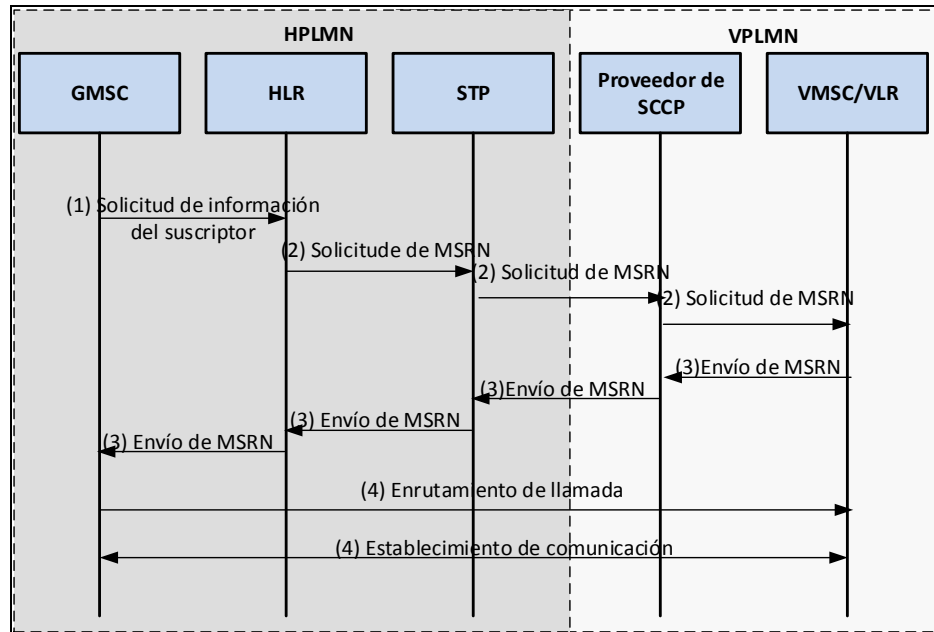 HPLMN
VPLMN
GMSC
HLR
STP
Proveedor de
SCCP
VMSC/VLR
(1) Solicitud de información
del suscriptor
(2) Solicitude de MSRN
(2) Solicitud de MSRN
(2) Solicitud de MSRN
(3)Envío de MSRN
(3)Envío de MSRN
(3) Envío de MSRN
(3) Envío de MSRN
(4) Enrutamiento de llamada
(4) Establecimiento de comunicación